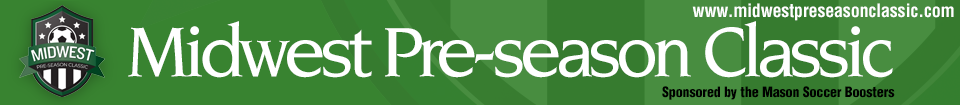 www.midwestpreseasonclassic.com
MIDWEST
PRE-SEASON CLASSIC
Midwest Pre-season Classic
Sponsored by the Mason Soccer Boosters